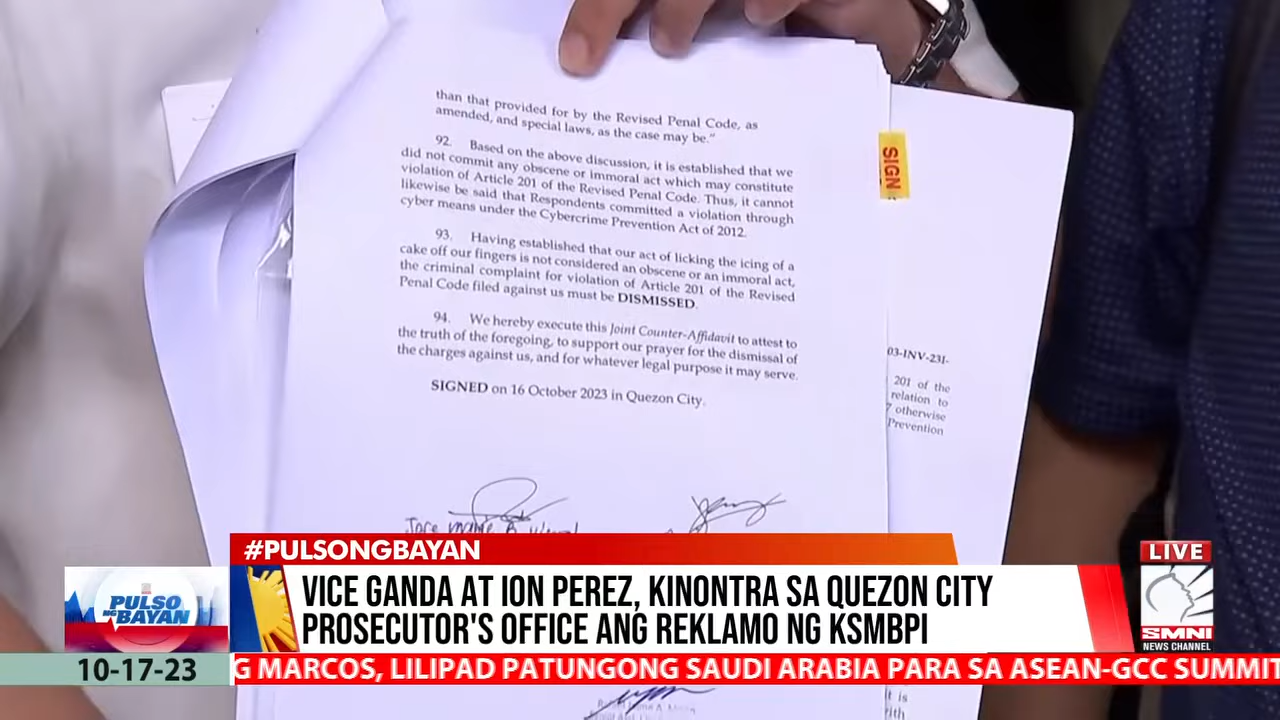 than that provided for by the Revised Penal Code, as
amended, and special laws, as the case may be."
92. Based on the above discussion, it is established that we
did not commit any obscene or immoral act which may constitute
violation of Article 201 of the Revised Penal Code. Thus, it cannot
likewise be said that Respondents committed a violation through
cyber means under the Cybercrime Prevention Act of 2012.
93. Having established that our act of licking the icing of a
cake off our fingers is not considered an obscene or an immoral act,
the criminal complaint for violation of Article 201 of the Revised
Penal Code filed against us must be DISMISSED.
94. We hereby execute this Joint Counter-Affidavit to attest to
the truth of the foregoing, to support our prayer for the dismissal of
the charges against us, and for whatever legal purpose it may serve.
SIGNED on 16 October 2023 in Quezon City.
SIGN
03-INV-23J-
201 of the
relation to
otherwise
Prevention
#PULSONGBAYAN
VICE GANDA AT ION PEREZ, KINONTRA SA QUEZON CITY
PROSECUTOR'S OFFICE ANG REKLAMO NG KSMBPI
PULSO
NG BAYAN
LIVE
SMNI
NEWS CHANNEL
10-17-23
G MARCOS, LILIPAD PATUNGONG SAUDI ARABIA PARA SA ASEAN-GCC SUMMIT